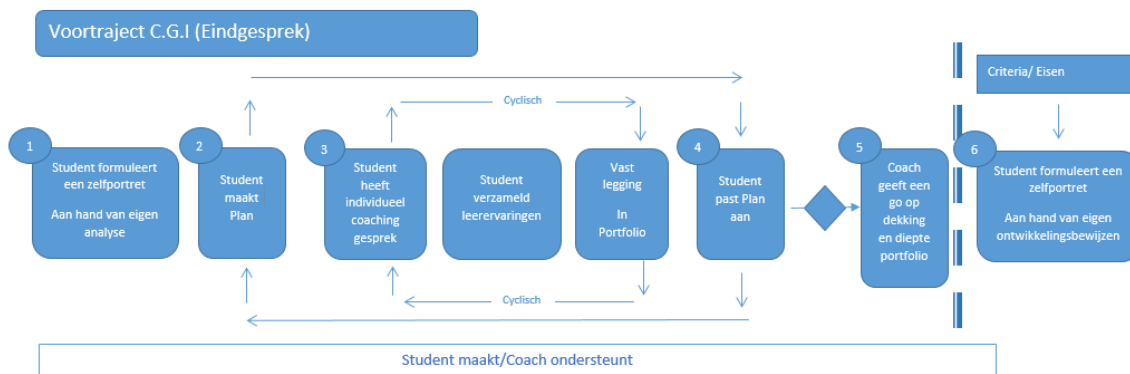 Voortraject C.G.I (Eindgesprek)
Criteria/ Eisen
Cyclisch
1
Student formuleert
een zelfportret
Aan hand van eigen
analyse
2
Student
maakt
Plan
3
Student
heeft
individueel
coaching
gesprek
Student
verzameld
leerervaringen
Vast
legging
In
Portfolio
4
Student
past Plan
aan
5
Coach
geeft een
go op
dekking
en diepte
portfolio
6
Student formuleert een
zelfportret
Aan hand van eigen
ontwikkelingsbewijzen
Cyclisch
Student maakt/Coach ondersteunt